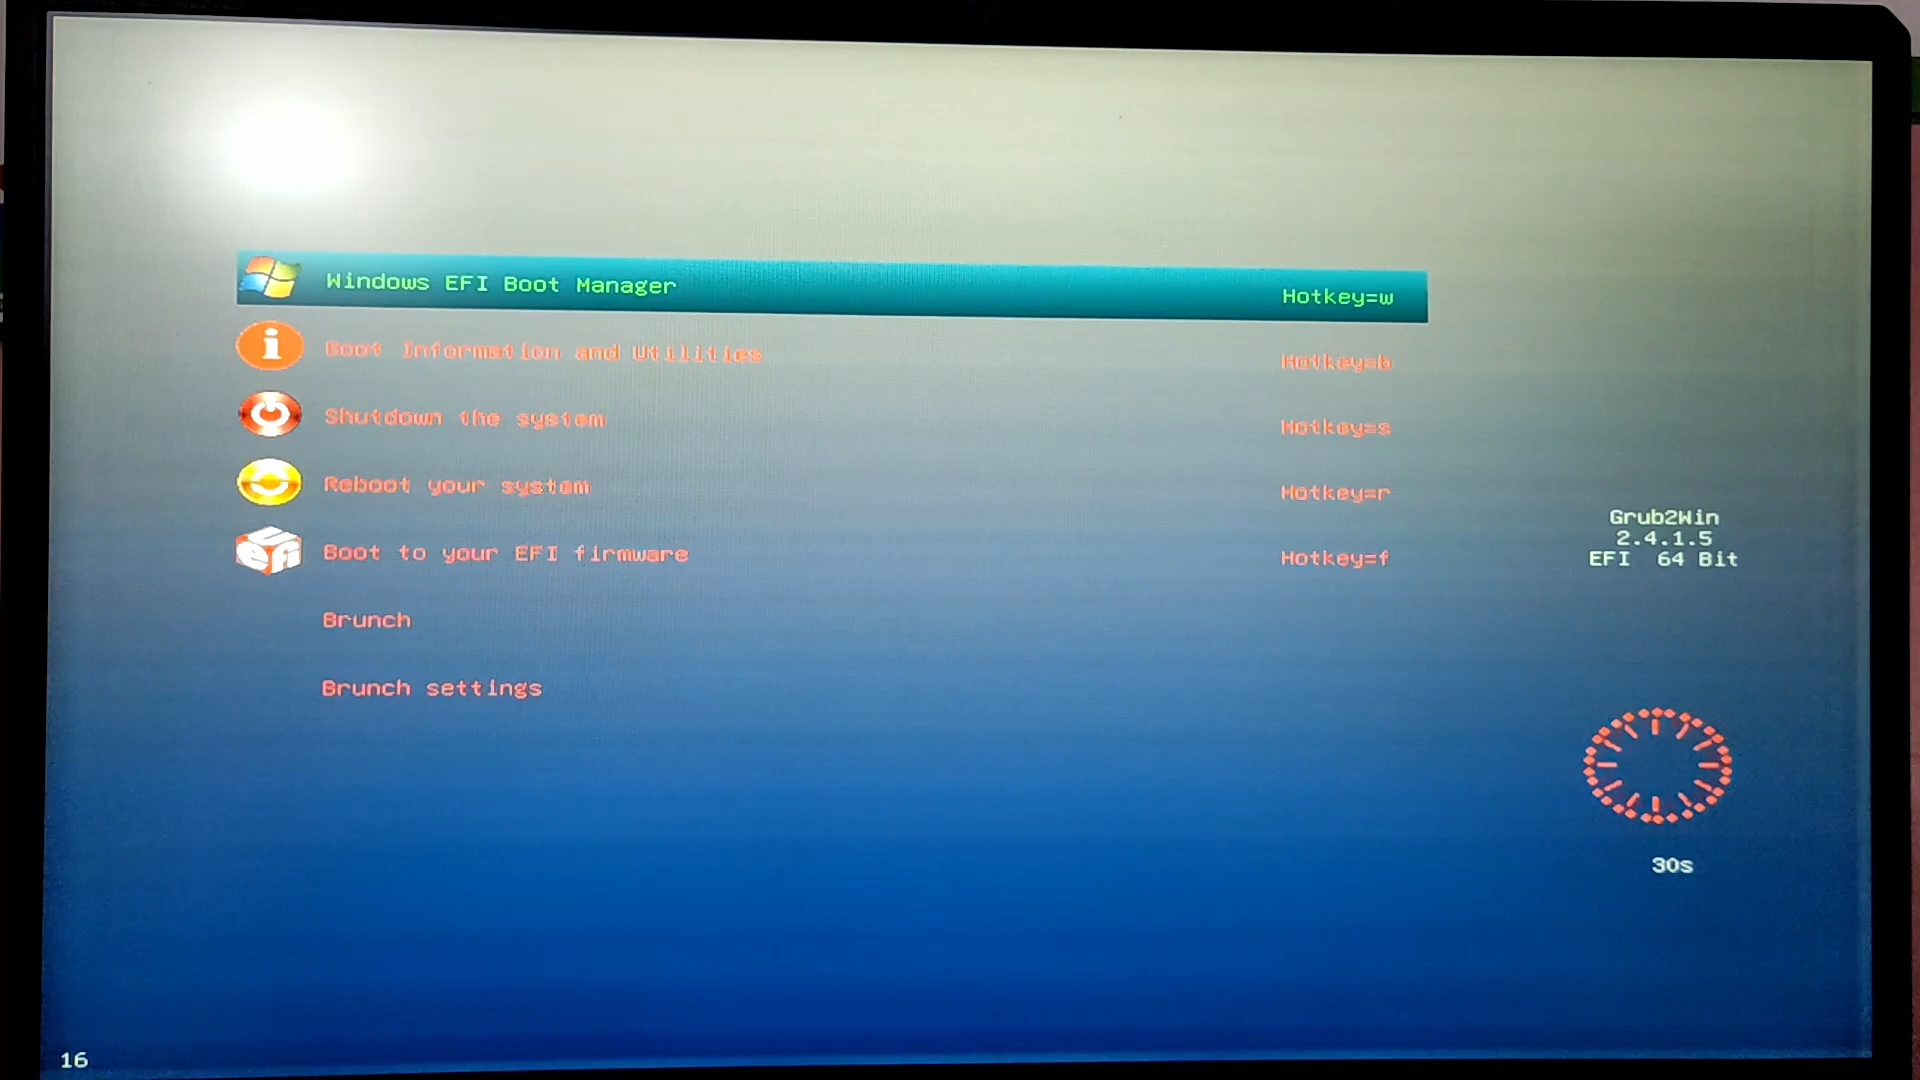 Windows EFI Boot Manager Hotkey=w
i Boot Information and Utilities Hotkey=b
Shutdown the system Hotkey=s
Reboot your system Hotkey=r
uefi Boot to your EFI firmware Hotkey=f
Brunch
Brunch settings
Grub2Win
2.4.1.5
EFI 64 Bit
30s
16